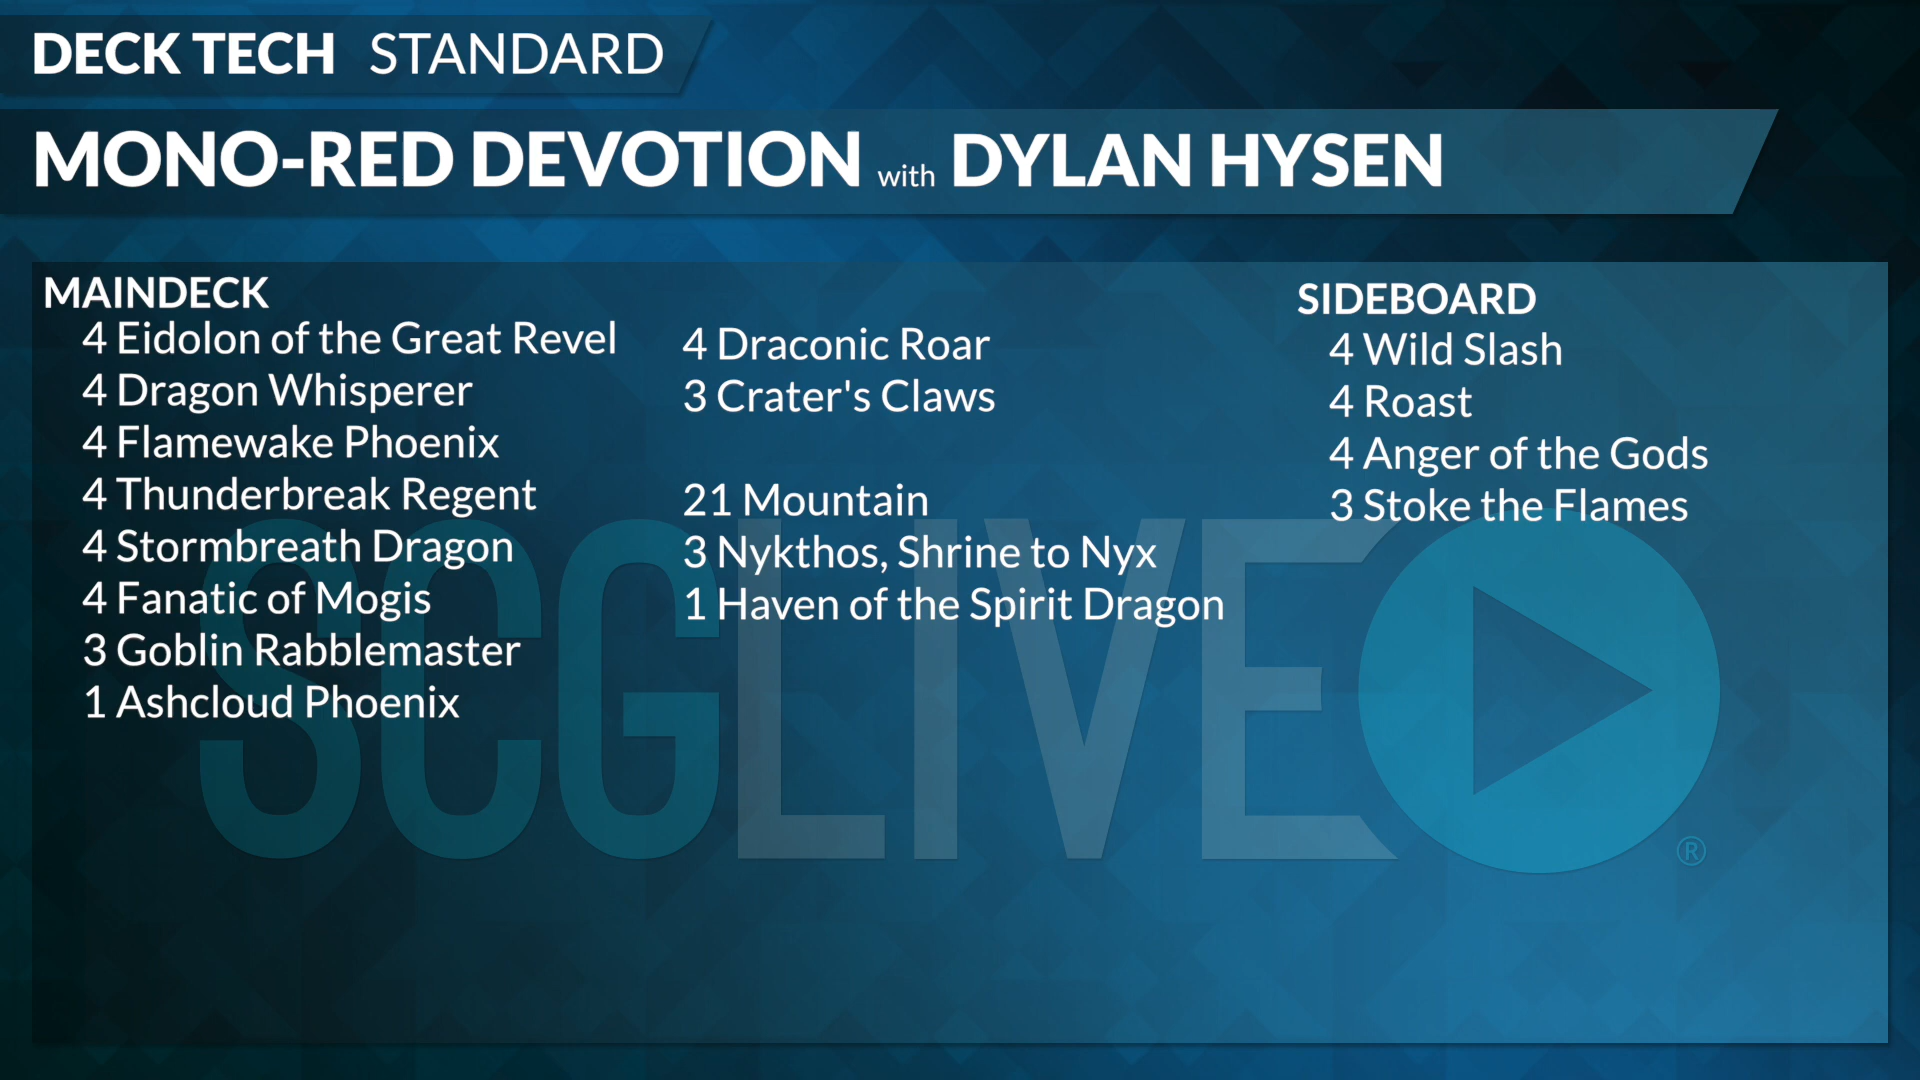 DECK TECH STANDARD
MONO-RED DEVOTION with DYLAN HYSEN
MAINDECK
4 Eidolon of the Great Revel
4 Dragon Whisperer
4 Flamewake Phoenix
4 Thunderbreak Regent
4 Stormbreath Dragon
4 Fanatic of Mogis
3 Goblin Rabblemaster
1 Ashcloud Phoenix
4 Draconic Roar
3 Crater's Claws
21 Mountain
3 Nykthos, Shrine to Nyx
1 Haven of the Spirit Dragon
SIDEBOARD
4 Wild Slash
4 Roast
4 Anger of the Gods
3 Stoke the Flames
SCGLIVE ®